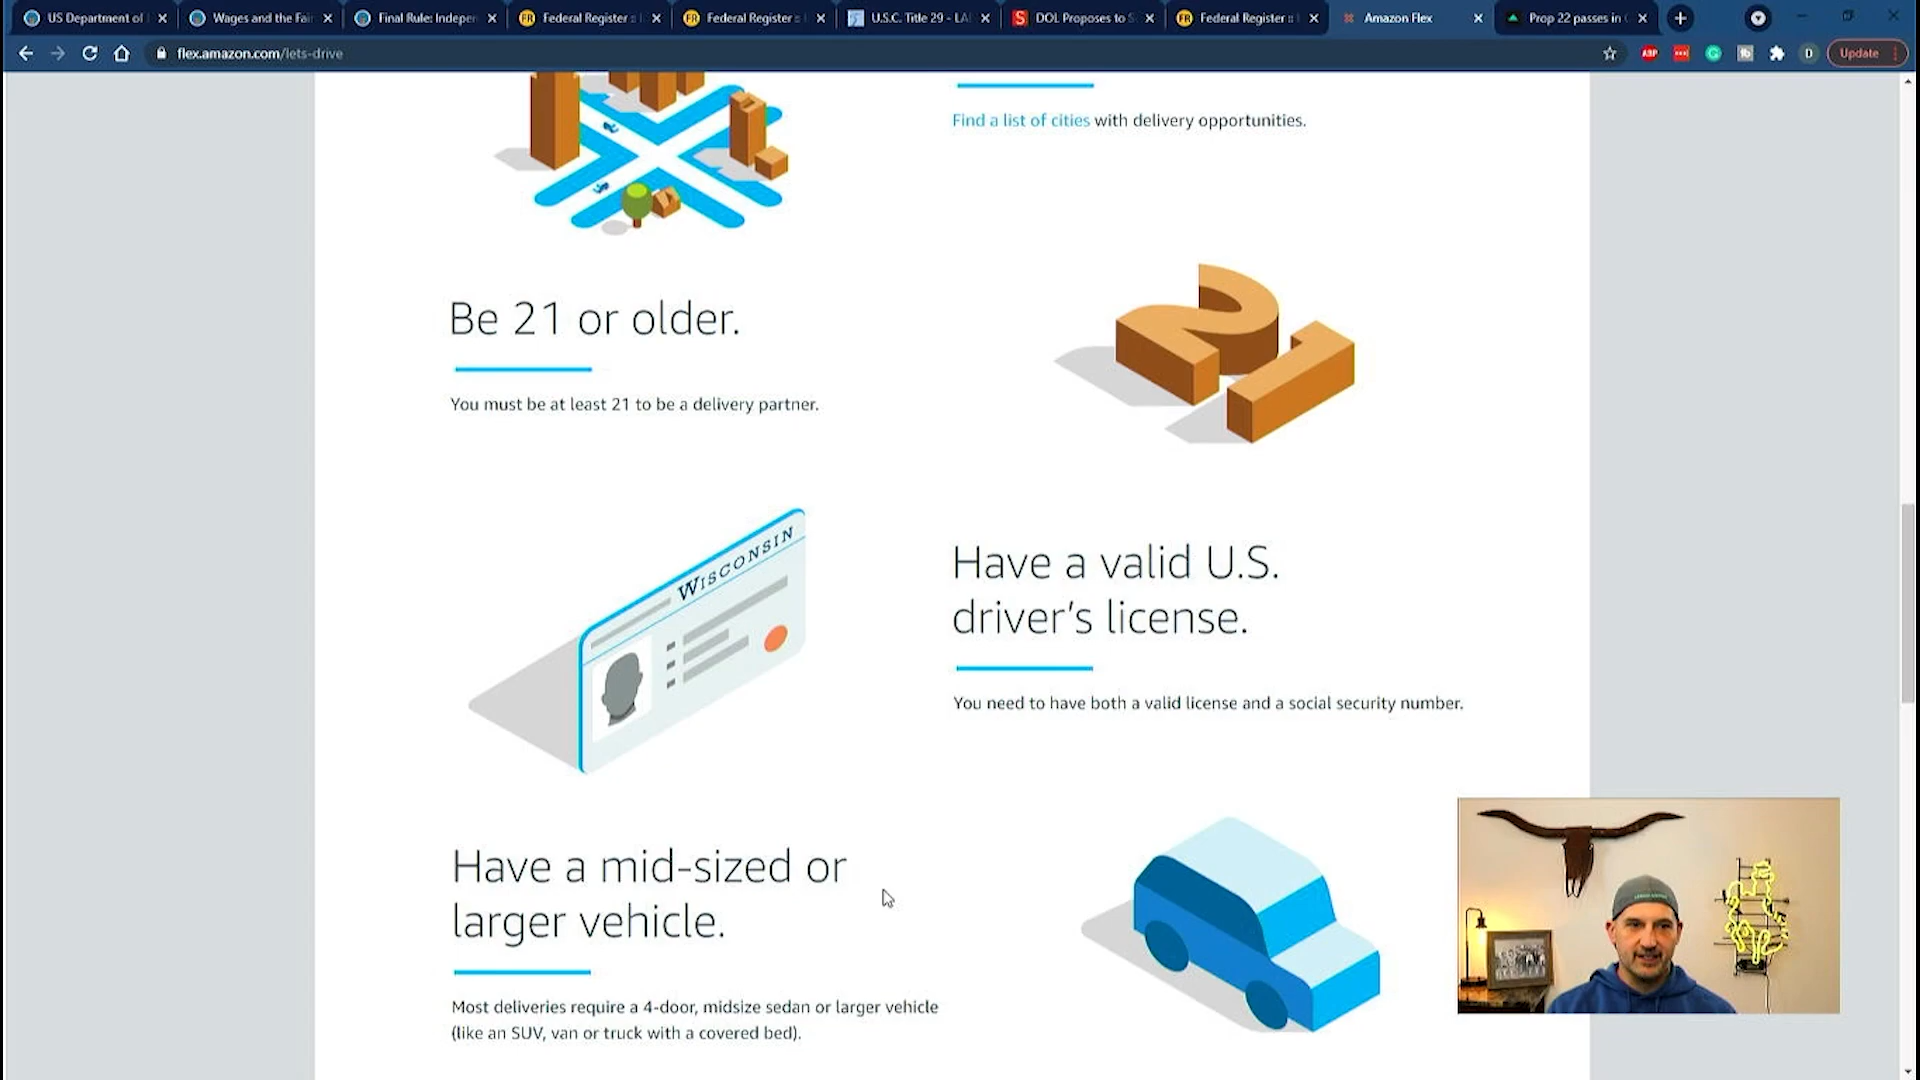 US Department of
Wages and the Fair
Final Rule: Indepen
Federal Register ::
Federal Register ::
U.S.C. Title 29 - LA
DOL Proposes to
Federal Register ::
Amazon Flex
Prop 22 passes in
flex.amazon.com/lets-drive
ABP
D
Update
Find a list of cities with delivery opportunities.
Be 21 or older.
21
You must be at least 21 to be a delivery partner.
WISCONSIN
Have a valid U.S.
driver's license.
You need to have both a valid license and a social security number.
Have a mid-sized or
larger vehicle.
Most deliveries require a 4-door, midsize sedan or larger vehicle
(like an SUV, van or truck with a covered bed).